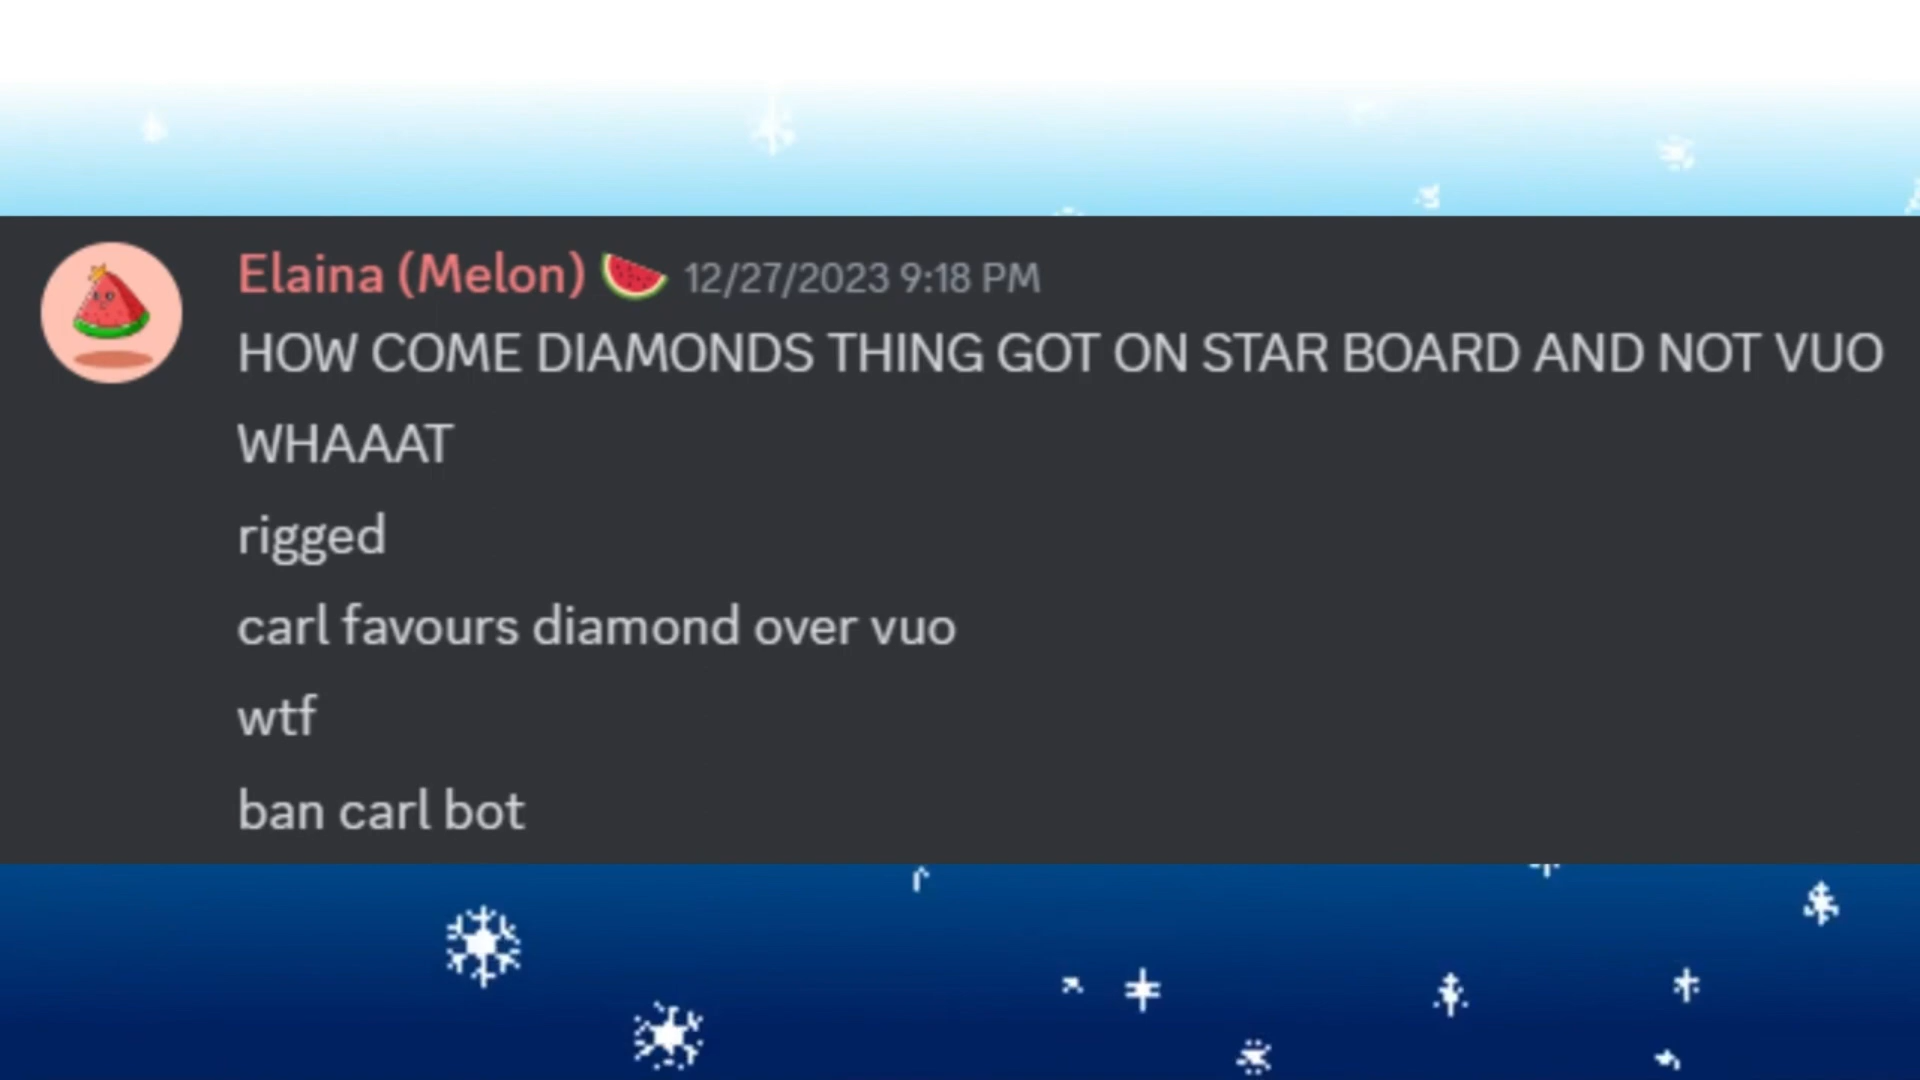 Elaina (Melon) 🍉 12/27/2023 9:18 PM
HOW COME DIAMONDS THING GOT ON STAR BOARD AND NOT VUO
WHAAAT
rigged
carl favours diamond over vuo
wtf
ban carl bot